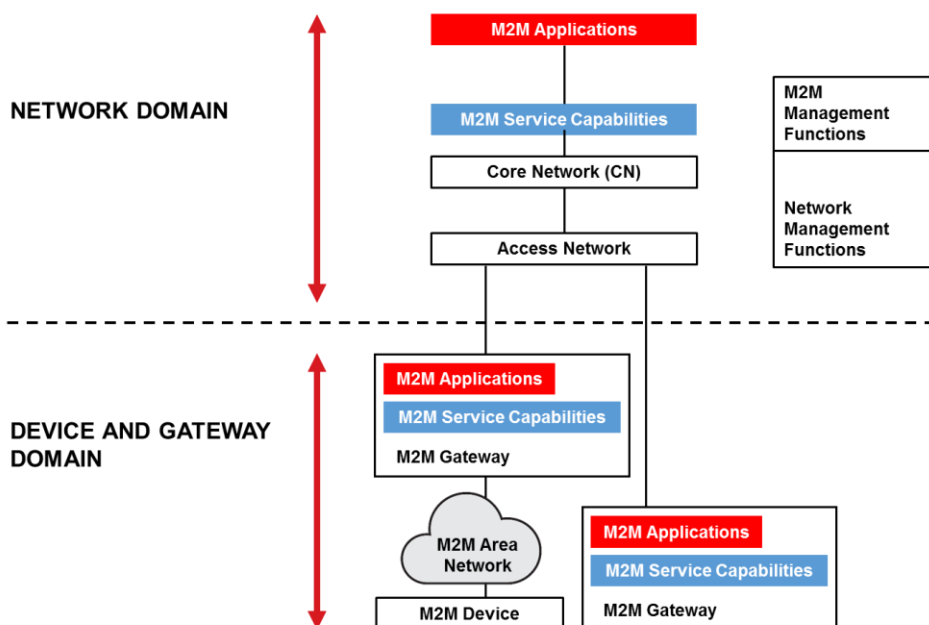 M2M Applications
NETWORK DOMAIN
M2M
Management
Functions
M2M Service Capabilities
Core Network (CN)
Network
Management
Functions
Access Network
M2M Applications
M2M Service Capabilities
M2M Gateway
DEVICE AND GATEWAY
DOMAIN
M2M Area
Network
M2M Device
M2M Applications
M2M Service Capabilities
M2M Gateway